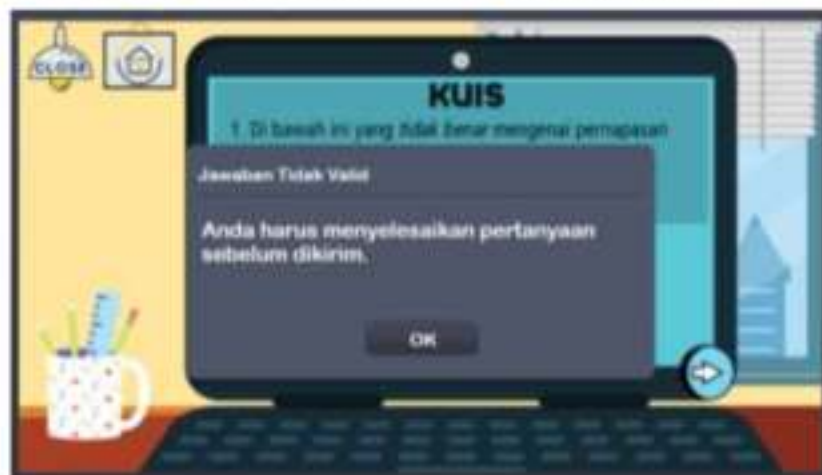 CLOSE
KUIS
1. Di bawah ini yang tidak benar mengenai pernapasan
Jawaban Tidak Valid
Anda harus menyelesaikan pertanyaan
sebelum dikirim.
OK